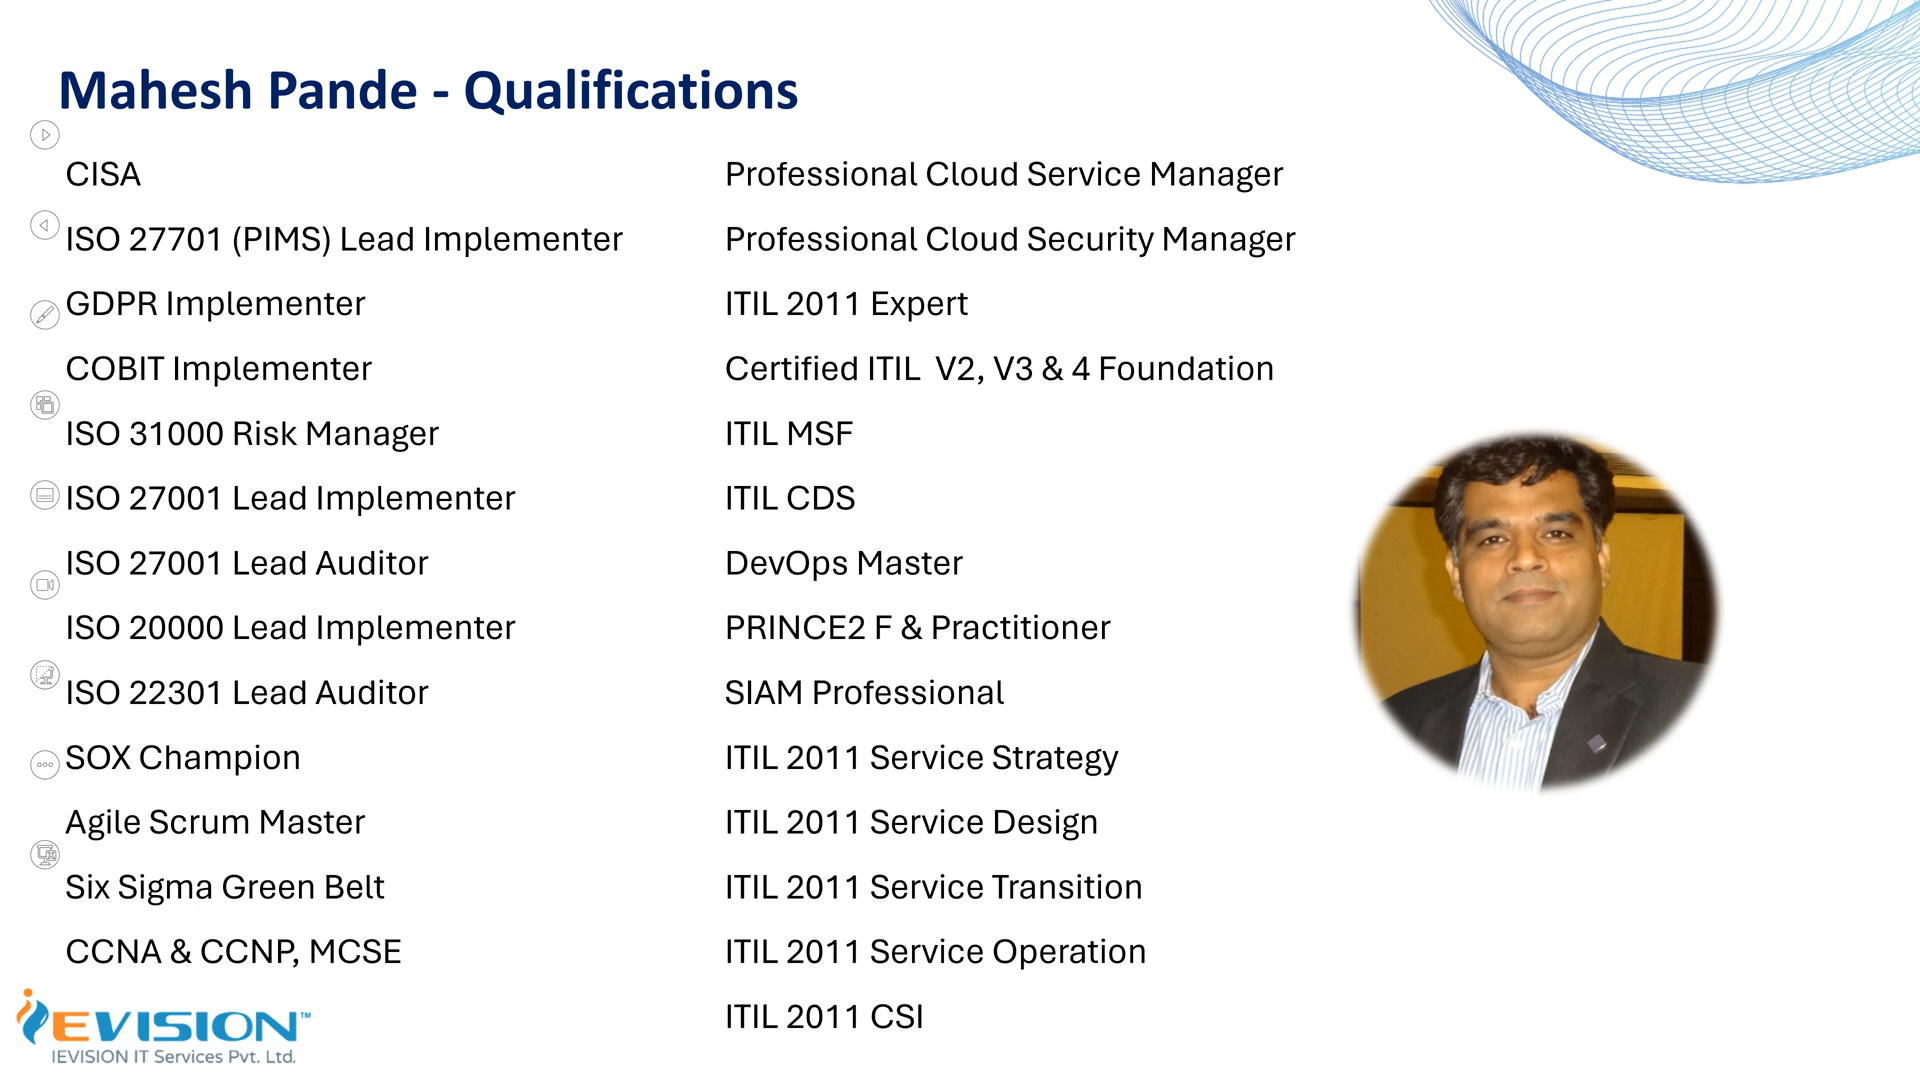 Mahesh Pande - Qualifications
CISA
ISO 27701 (PIMS) Lead Implementer
GDPR Implementer
COBIT Implementer
ISO 31000 Risk Manager
ISO 27001 Lead Implementer
ISO 27001 Lead Auditor
ISO 20000 Lead Implementer
ISO 22301 Lead Auditor
SOX Champion
Agile Scrum Master
Six Sigma Green Belt
CCNA & CCNP, MCSE
Professional Cloud Service Manager
Professional Cloud Security Manager
ITIL 2011 Expert
Certified ITIL  V2, V3 & 4 Foundation
ITIL MSF
ITIL CDS
DevOps Master
PRINCE2 F & Practitioner
SIAM Professional
ITIL 2011 Service Strategy
ITIL 2011 Service Design
ITIL 2011 Service Transition
ITIL 2011 Service Operation
ITIL 2011 CSI
iEVISION™
IEVISION IT Services Pvt. Ltd.